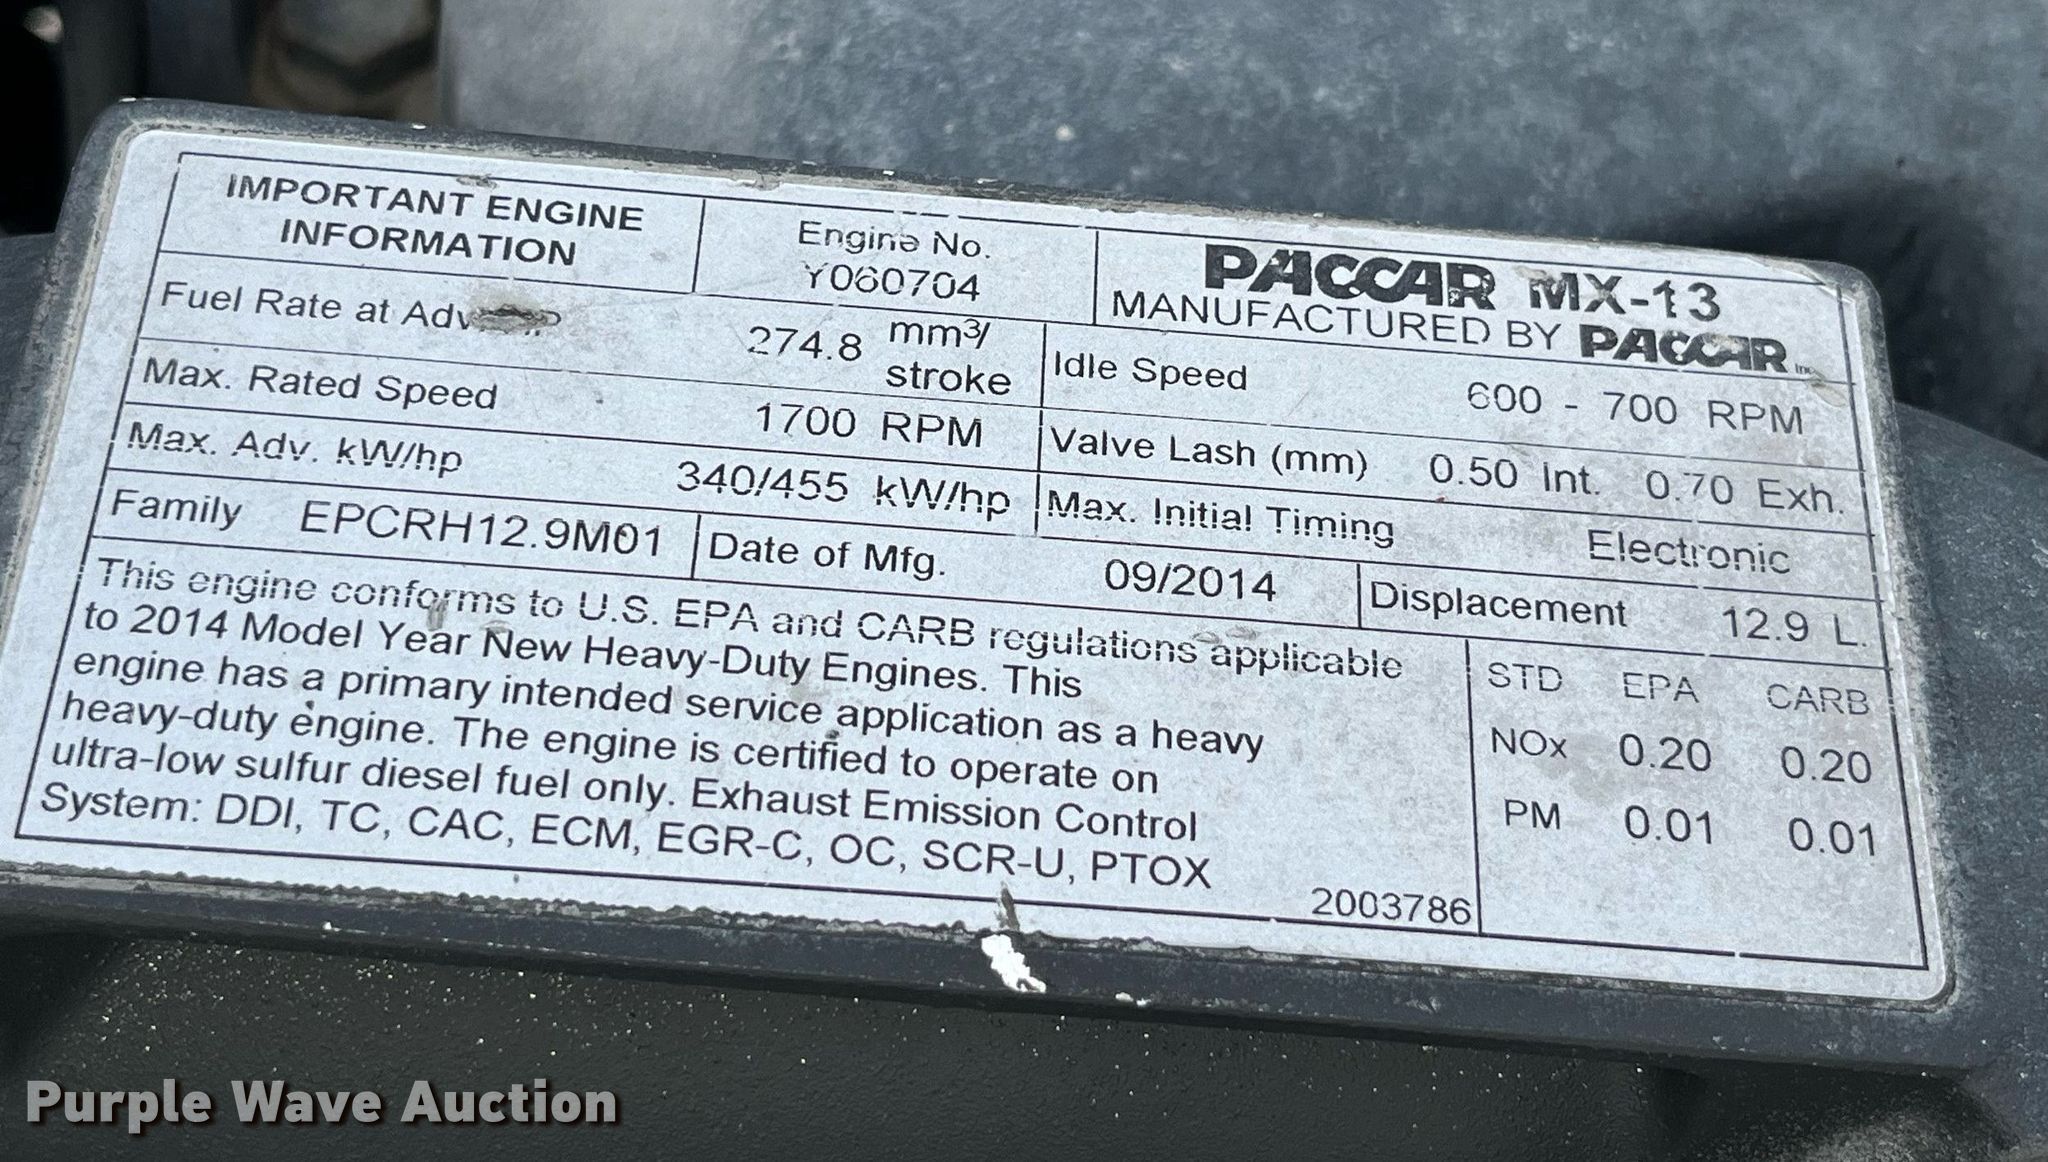 IMPORTANT ENGINE
INFORMATION
Engine No.
Y060704
PACCAR MX-13
MANUFACTURED BY PACCAR Inc
Fuel Rate at Adv.
274.8 mm³/
stroke
Idle Speed 600 - 700 RPM
Max. Rated Speed 1700 RPM
Valve Lash (mm) 0.50 Int. 0.70 Exh.
Max. Adv. kW/hp 340/455 kW/hp
Max. Initial Timing Electronic
Family EPCRH12.9M01
Date of Mfg. 09/2014
Displacement 12.9 L.
This engine conforms to U.S. EPA and CARB regulations applicable
to 2014 Model Year New Heavy-Duty Engines. This
engine has a primary intended service application as a heavy
heavy-duty engine. The engine is certified to operate on
ultra-low sulfur diesel fuel only. Exhaust Emission Control
System: DDI, TC, CAC, ECM, EGR-C, OC, SCR-U, PTOX
2003786
STD EPA CARB
NOx 0.20 0.20
PM 0.01 0.01
Purple Wave Auction